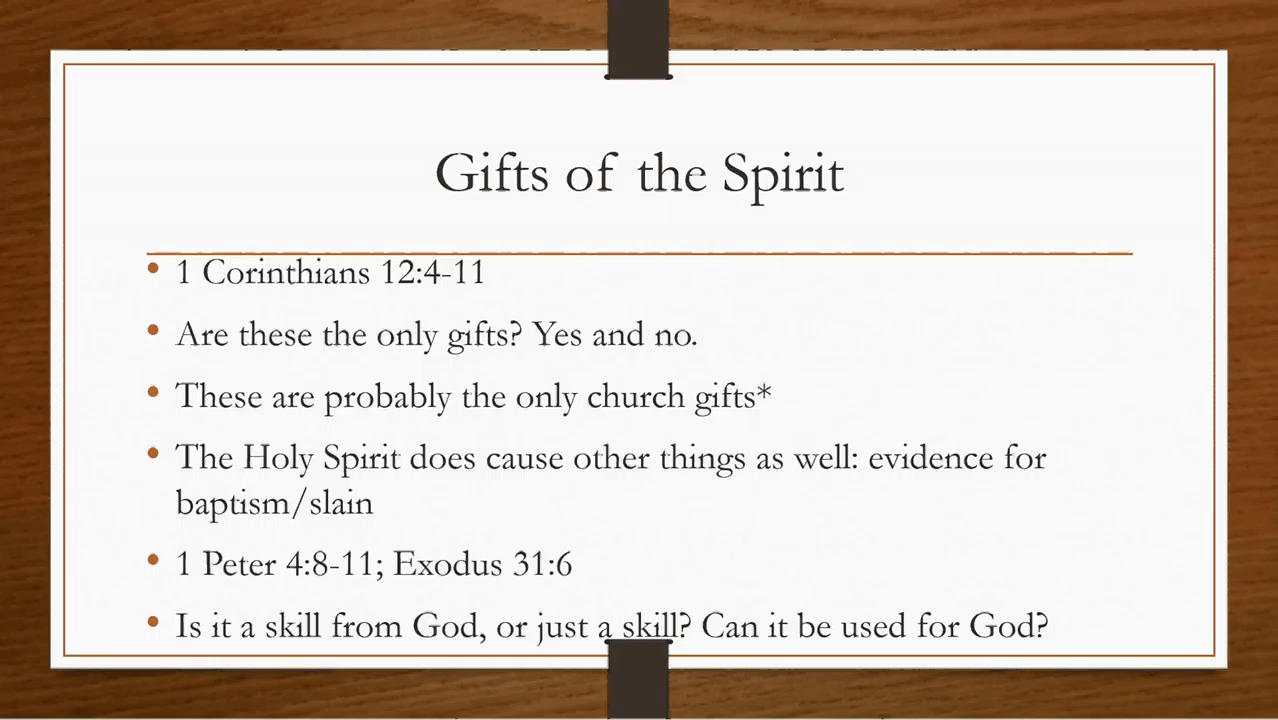 Gifts of the Spirit
1 Corinthians 12:4-11
Are these the only gifts? Yes and no.
These are probably the only church gifts*
The Holy Spirit does cause other things as well: evidence for
baptism/slain
1 Peter 4:8-11; Exodus 31:6
Is it a skill from God, or just a skill? Can it be used for God?